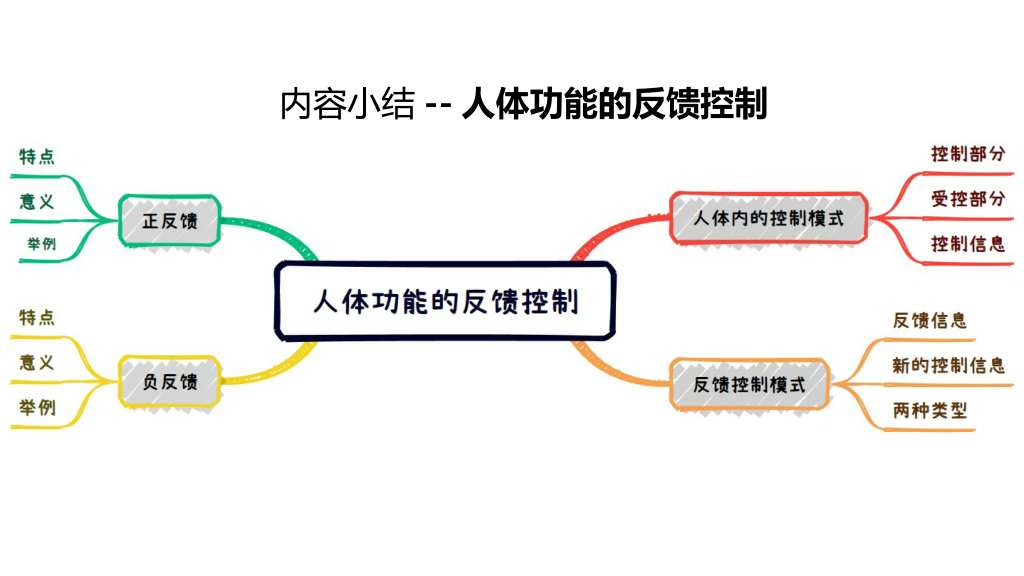 内容小结 -- 人体功能的反馈控制
人体功能的反馈控制
人体内的控制模式
控制部分
受控部分
控制信息
反馈控制模式
反馈信息
新的控制信息
两种类型
正反馈
特点
意义
举例
负反馈
特点
意义
举例